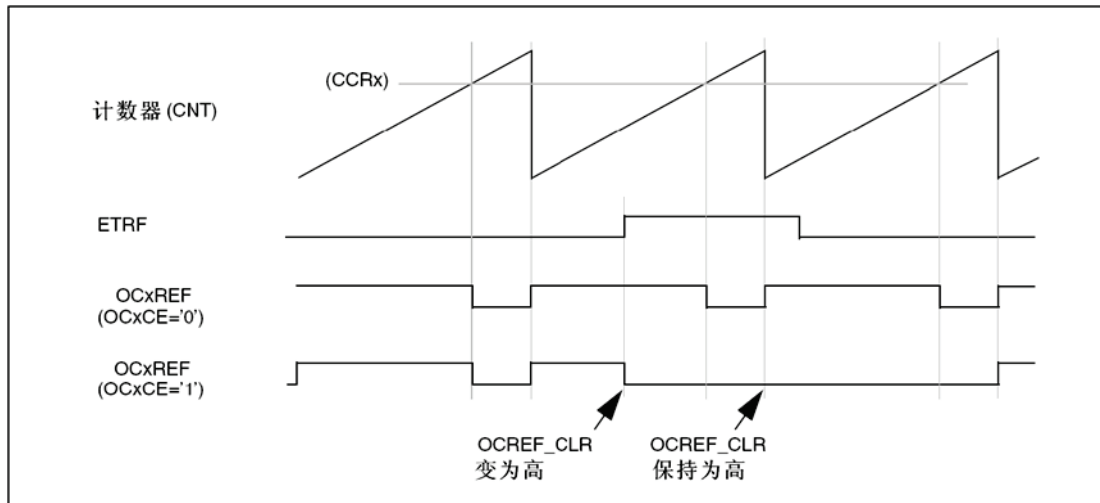 (CCRx)
计数器(CNT)
ETRF
OCxREF
(OCxCE='0')
OCxREF
(OCxCE='1')
OCREF_CLR
变为高
OCREF_CLR
保持为高